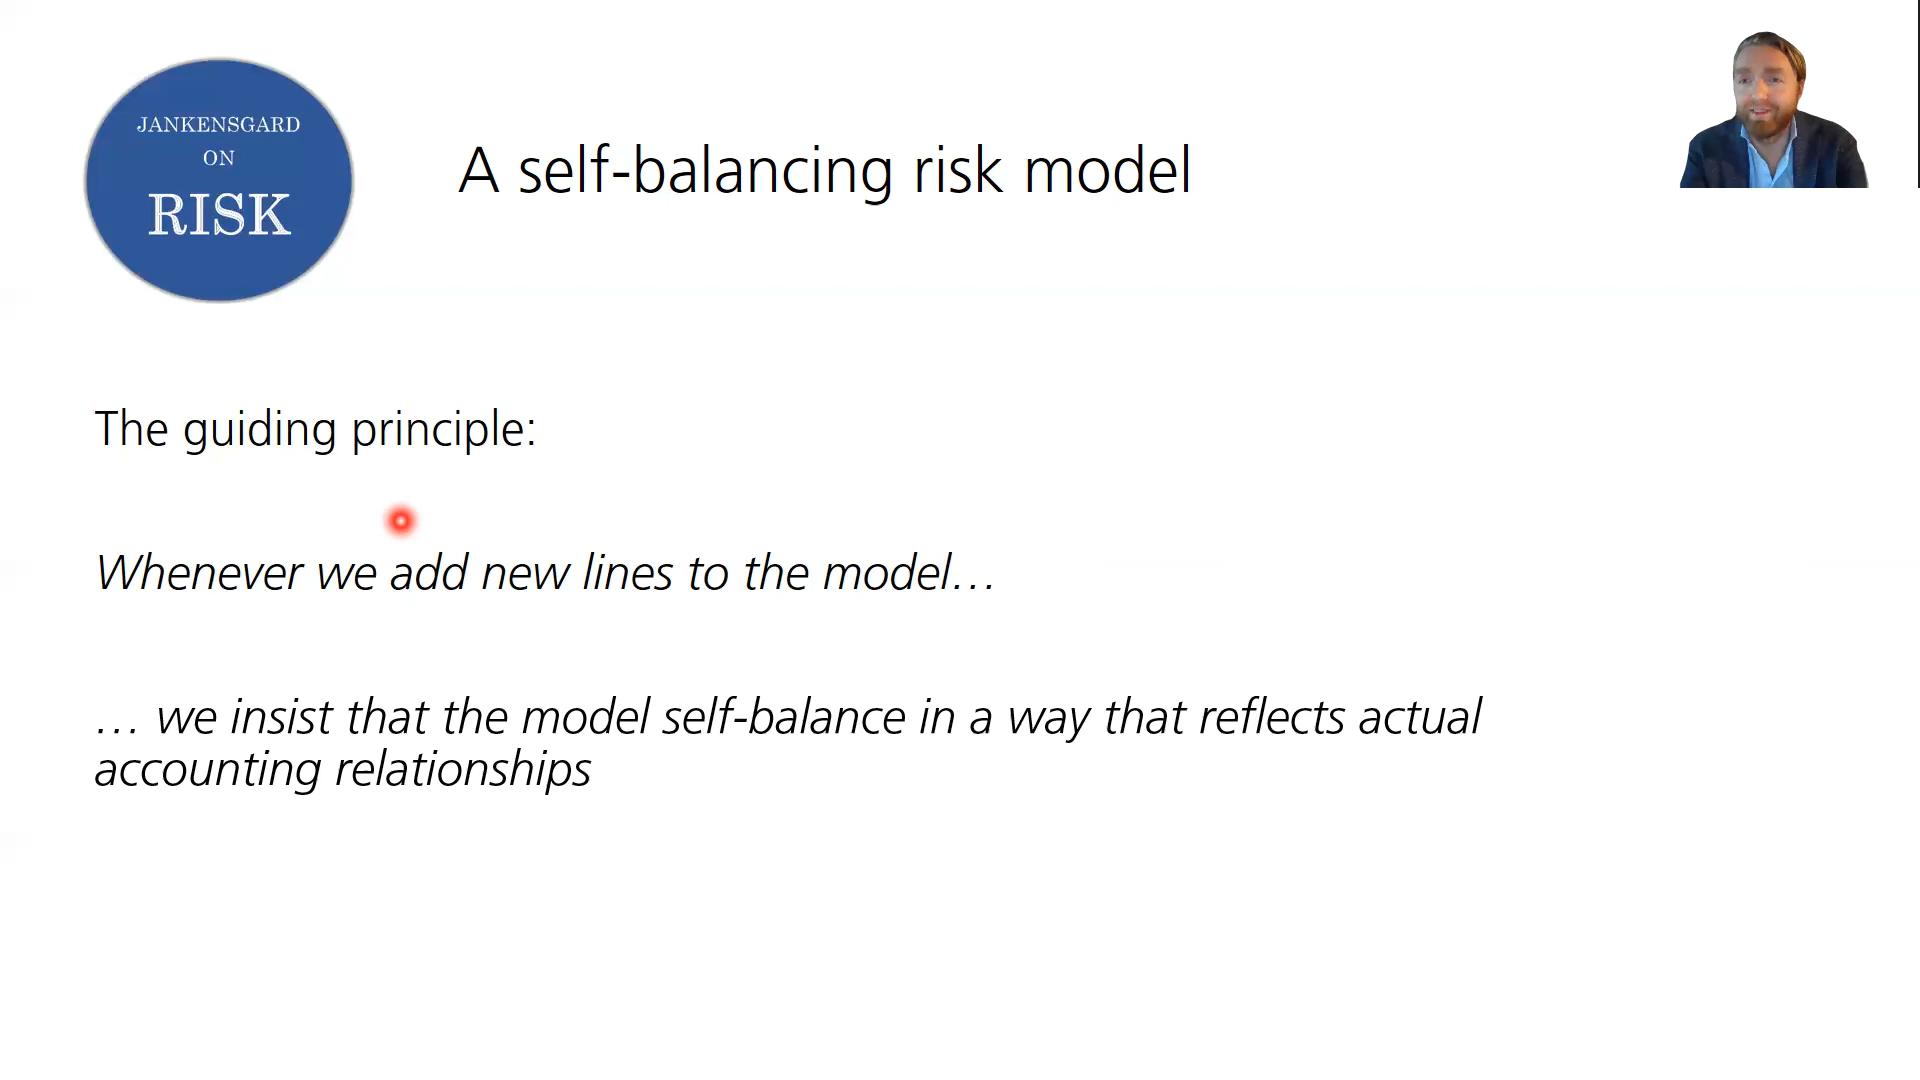 JANKENSGARD
ON
RISK
A self-balancing risk model
The guiding principle:
Whenever we add new lines to the model…
… we insist that the model self-balance in a way that reflects actual
accounting relationships